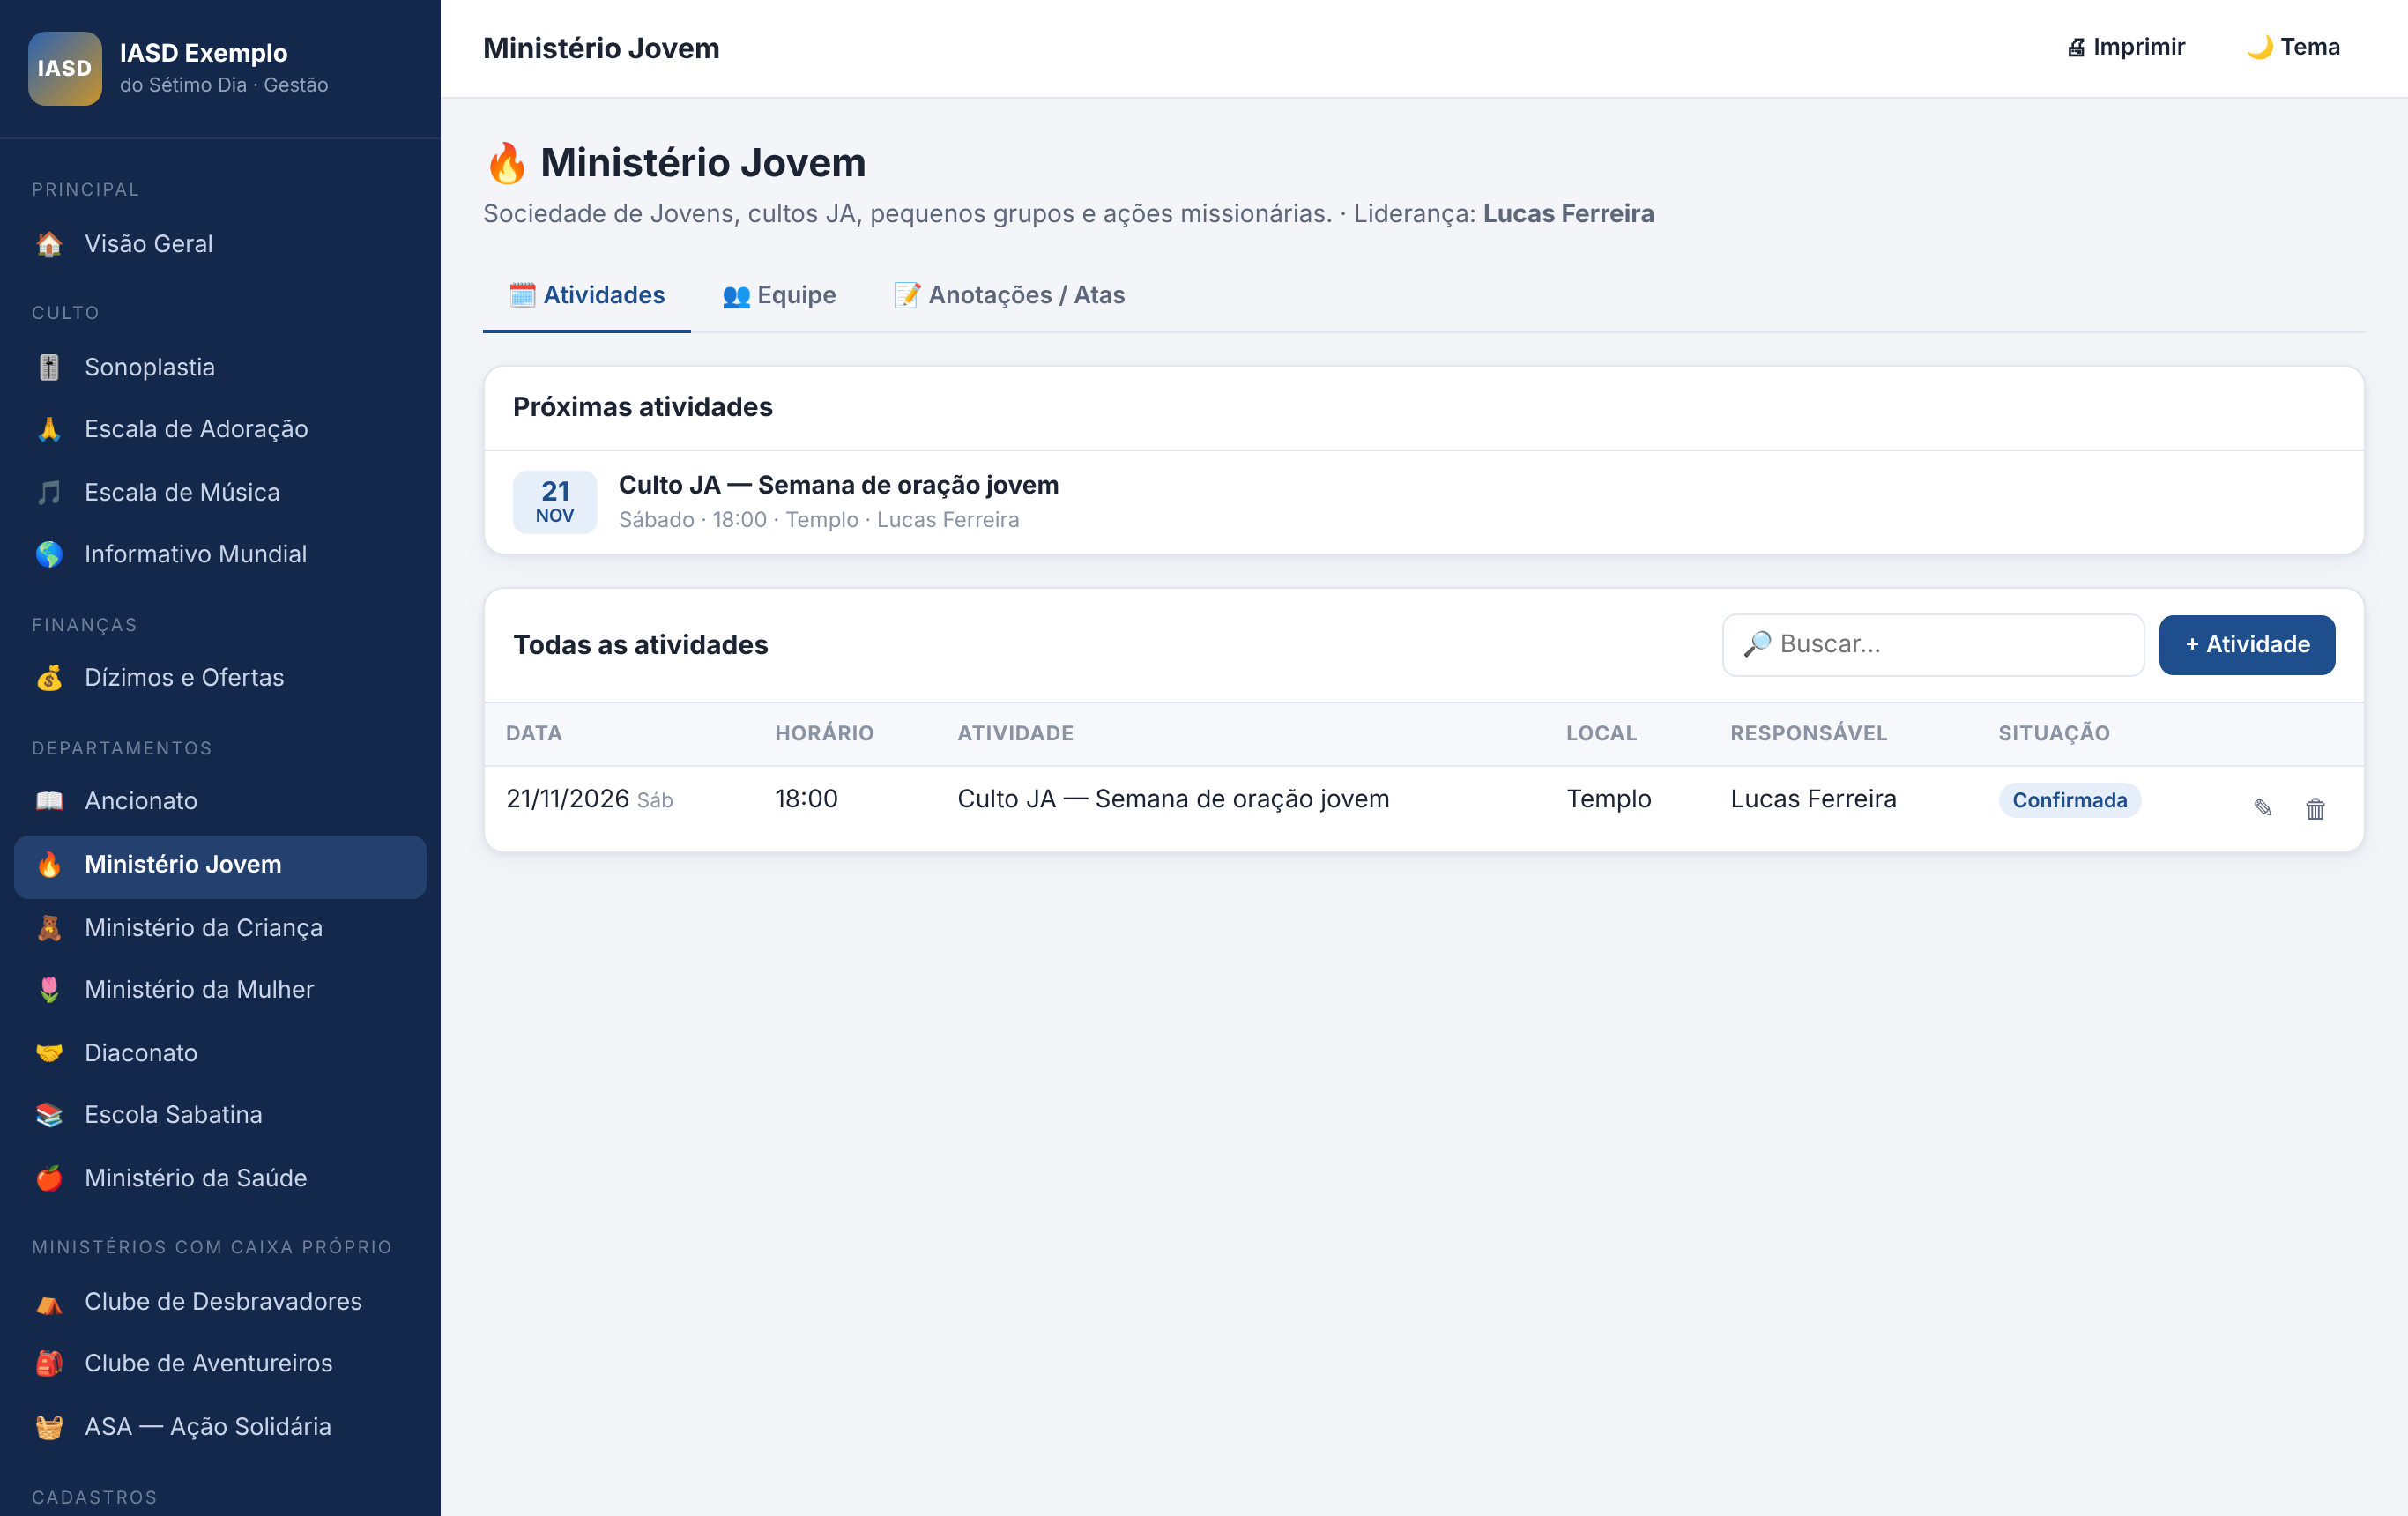 IASD
IASD Exemplo
do Sétimo Dia · Gestão
PRINCIPAL
🏠 Visão Geral
CULTO
🎚️ Sonoplastia
🙏 Escala de Adoração
🎵 Escala de Música
🌎 Informativo Mundial
FINANÇAS
💰 Dízimos e Ofertas
DEPARTAMENTOS
📖 Ancionato
🔥 Ministério Jovem
🧸 Ministério da Criança
🌷 Ministério da Mulher
🤝 Diaconato
📚 Escola Sabatina
🍎 Ministério da Saúde
MINISTÉRIOS COM CAIXA PRÓPRIO
⛺ Clube de Desbravadores
🎒 Clube de Aventureiros
🧺 ASA — Ação Solidária
CADASTROS
Ministério Jovem
🖨 Imprimir
🌙 Tema
🔥 Ministério Jovem
Sociedade de Jovens, cultos JA, pequenos grupos e ações missionárias. · Liderança: Lucas Ferreira
🗓️ Atividades
👥 Equipe
📝 Anotações / Atas
Próximas atividades
21
NOV
Culto JA — Semana de oração jovem
Sábado · 18:00 · Templo · Lucas Ferreira
Todas as atividades
🔎 Buscar...
+ Atividade
DATA HORÁRIO ATIVIDADE LOCAL RESPONSÁVEL SITUAÇÃO
21/11/2026 Sáb 18:00 Culto JA — Semana de oração jovem Templo Lucas Ferreira Confirmada ✎ 🗑